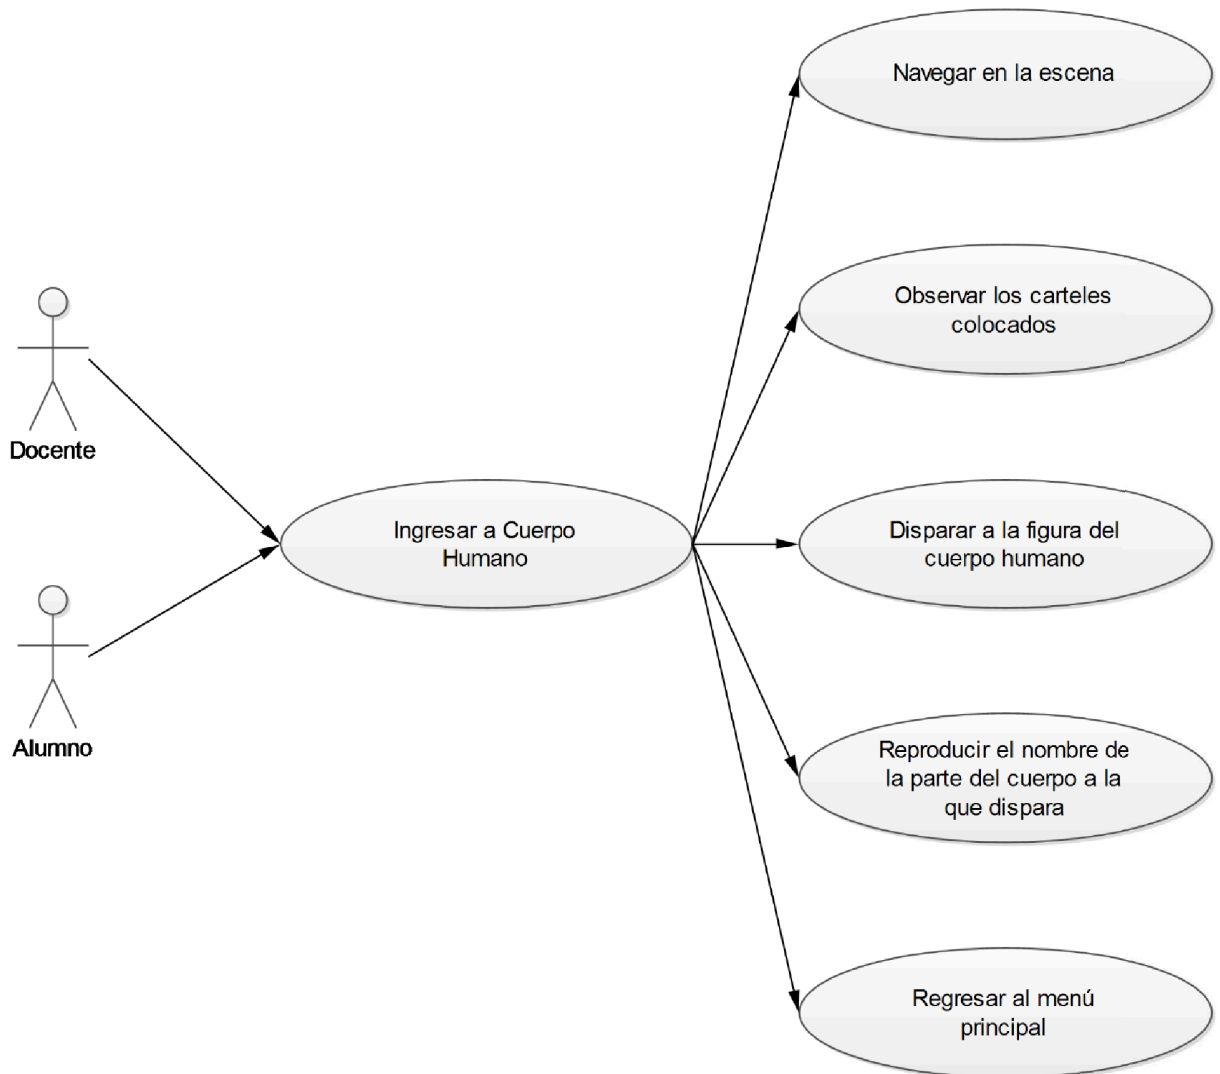 Navegar en la escena
Observar los carteles
colocados
Docente
Ingresar a Cuerpo
Humano
Disparar a la figura del
cuerpo humano
Alumno
Reproducir el nombre de
la parte del cuerpo a la
que dispara
Regresar al menú
principal